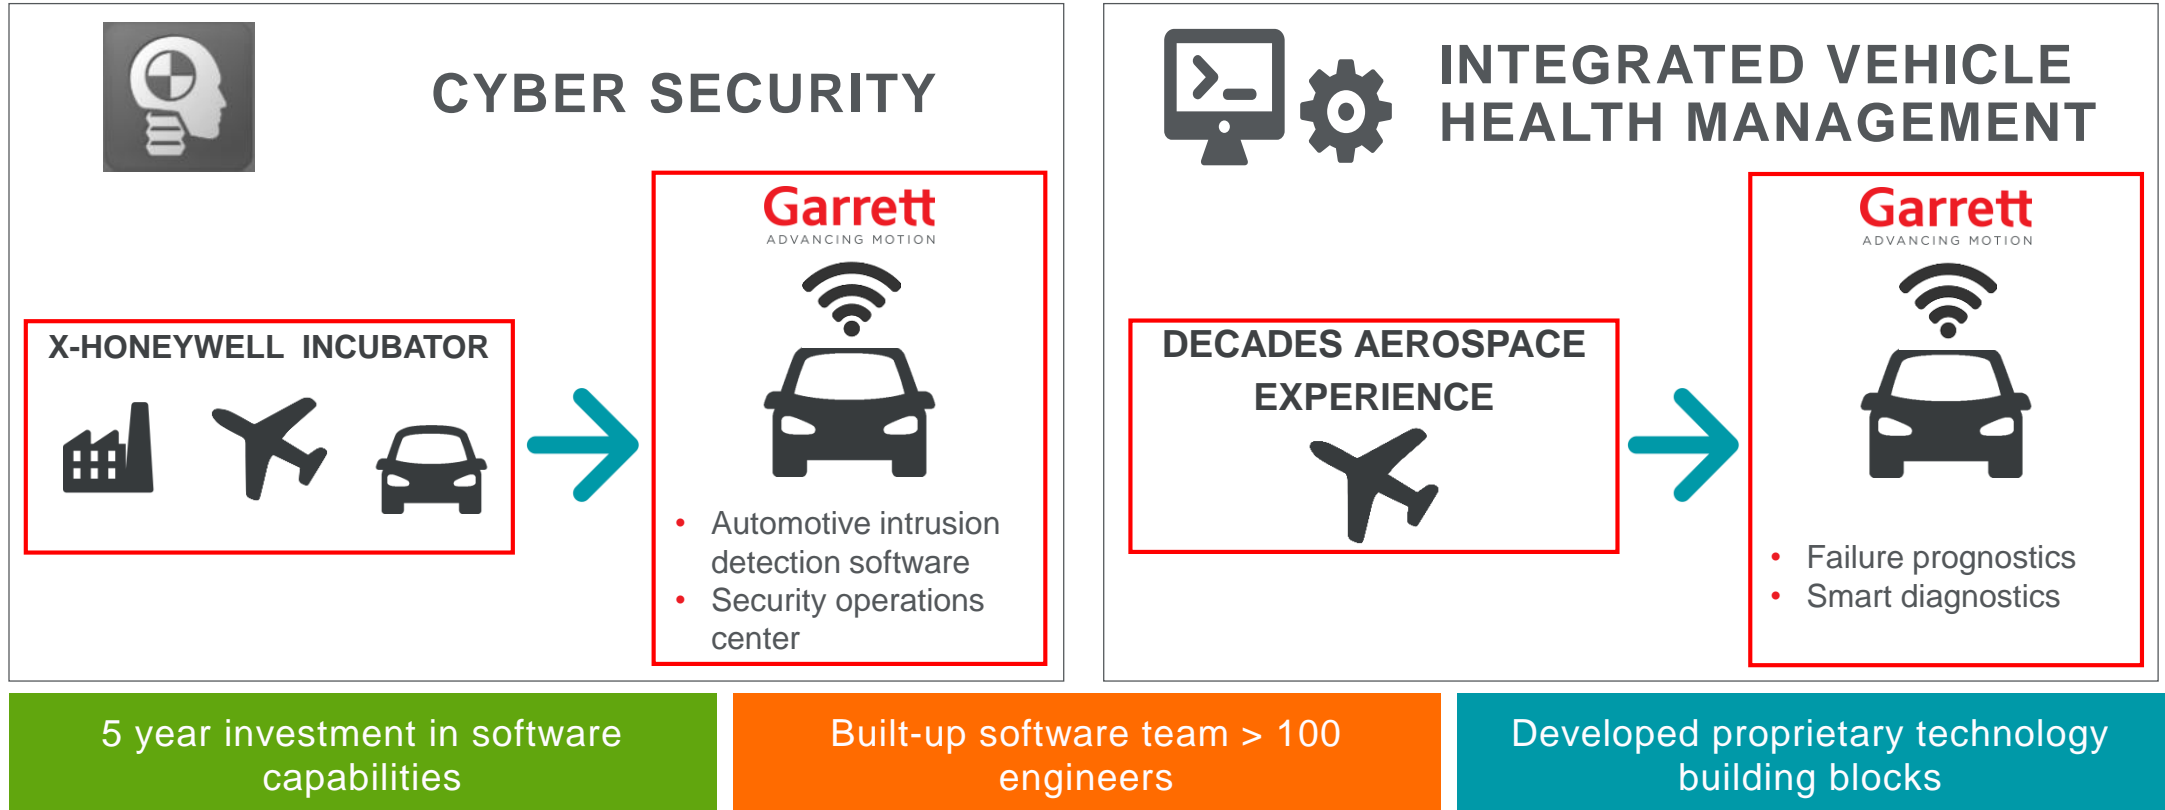 CYBER SECURITY
Garrett
ADVANCING MOTION
X-HONEYWELL INCUBATOR
• Automotive intrusion
detection software
• Security operations
center
INTEGRATED VEHICLE
HEALTH MANAGEMENT
Garrett
ADVANCING MOTION
DECADES AEROSPACE
EXPERIENCE
• Failure prognostics
• Smart diagnostics
5 year investment in software
capabilities
Built-up software team > 100
engineers
Developed proprietary technology
building blocks